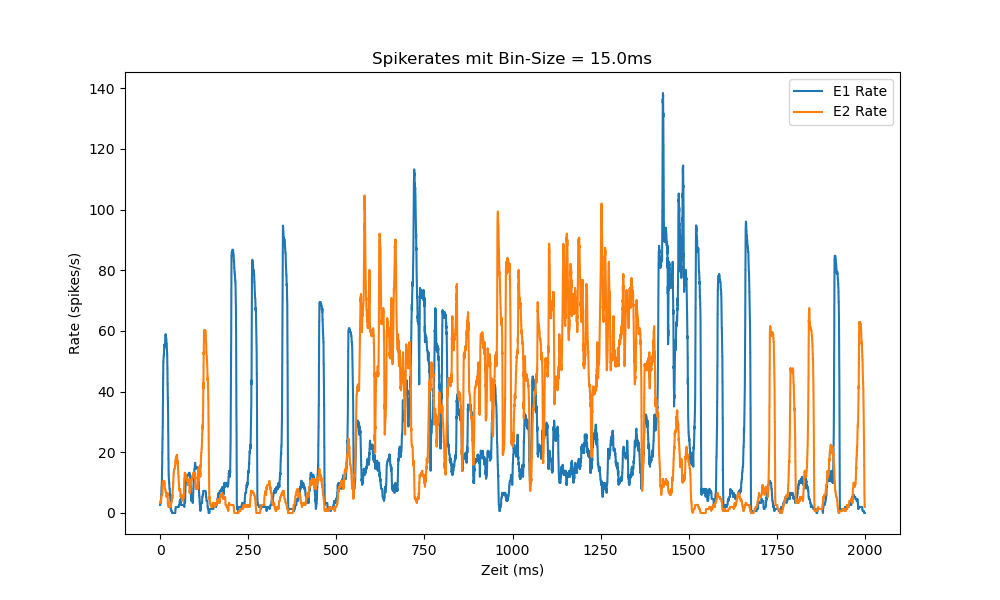 Spikerates mit Bin-Size = 15.0ms
E1 Rate
E2 Rate
140
120
100
80
60
40
20
0
Rate (spikes/s)
0 250 500 750 1000 1250 1500 1750 2000
Zeit (ms)